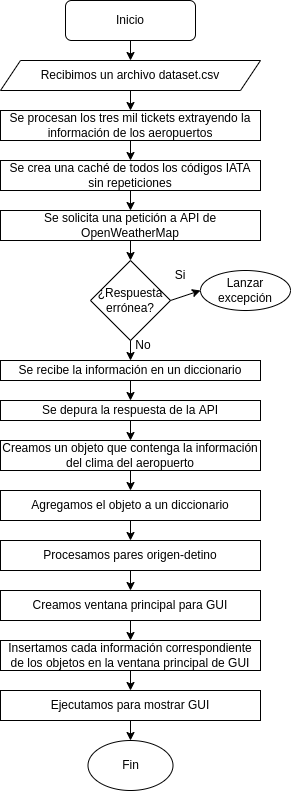 Inicio
Recibimos un archivo dataset.csv
Se procesan los tres mil tickets extrayendo la
información de los aeropuertos
Se crea una caché de todos los códigos IATA
sin repeticiones
Se solicita una petición a API de
OpenWeatherMap
¿Respuesta
errónea?
Si
Lanzar
excepción
No
Se recibe la información en un diccionario
Se depura la respuesta de la API
Creamos un objeto que contenga la información
del clima del aeropuerto
Agregamos el objeto a un diccionario
Procesamos pares origen-detino
Creamos ventana principal para GUI
Insertamos cada información correspondiente
de los objetos en la ventana principal de GUI
Ejecutamos para mostrar GUI
Fin